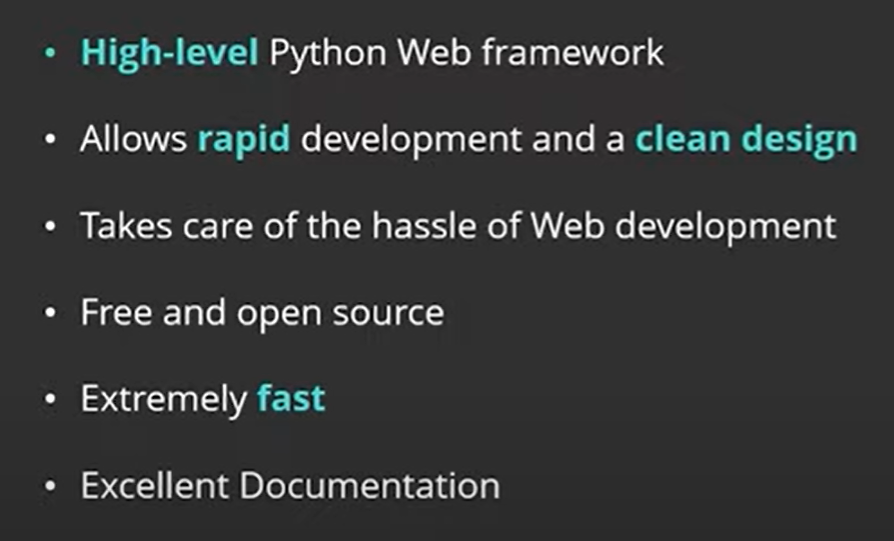 • High-level Python Web framework
• Allows rapid development and a clean design
• Takes care of the hassle of Web development
• Free and open source
• Extremely fast
• Excellent Documentation